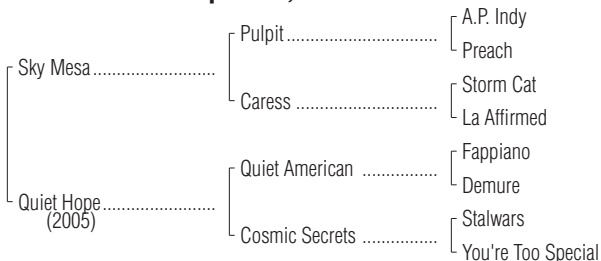 A.P. Indy
Pulpit
Preach
Sky Mesa
Storm Cat
Caress
La Affirmed
Fappiano
Quiet American
Demure
Quiet Hope
(2005)
Stalwars
Cosmic Secrets
You're Too Special